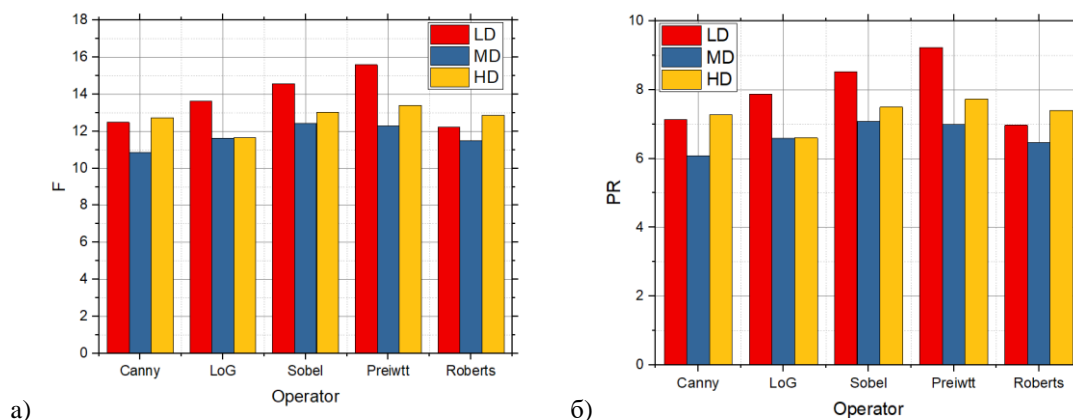 18
16
14
12
10
8
6
4
2
0
F
LD
MD
HD
Canny
LoG
Sobel
Preiwtt
Roberts
Operator
а)
10
8
6
4
2
0
PR
LD
MD
HD
Canny
LoG
Sobel
Preiwtt
Roberts
Operator
б)